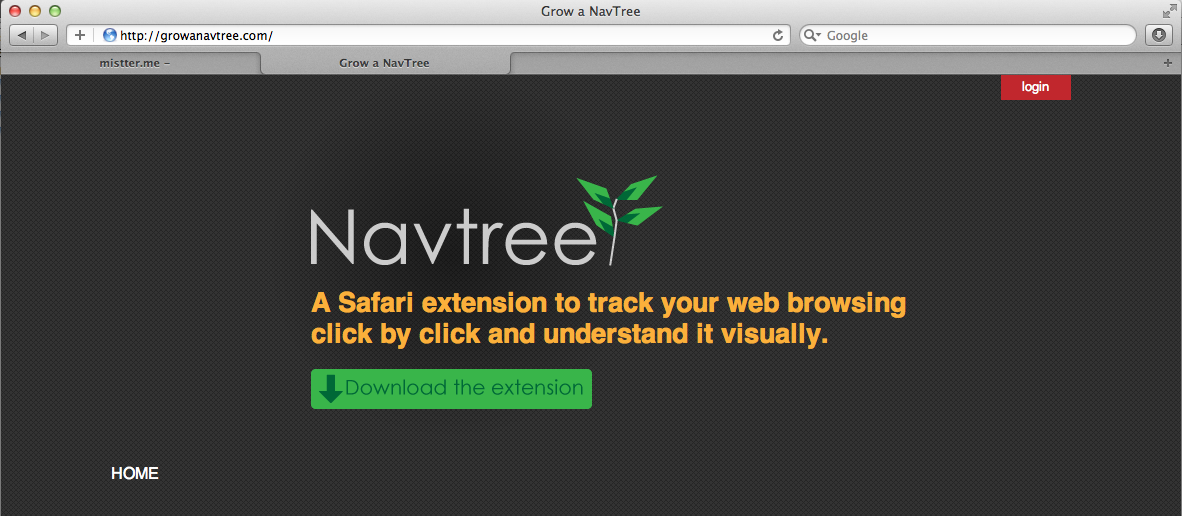 Grow a NavTree
http://growanavtree.com/
Google
mistter.me –
Grow a NavTree
login
Navtree
A Safari extension to track your web browsing
click by click and understand it visually.
Download the extension
HOME